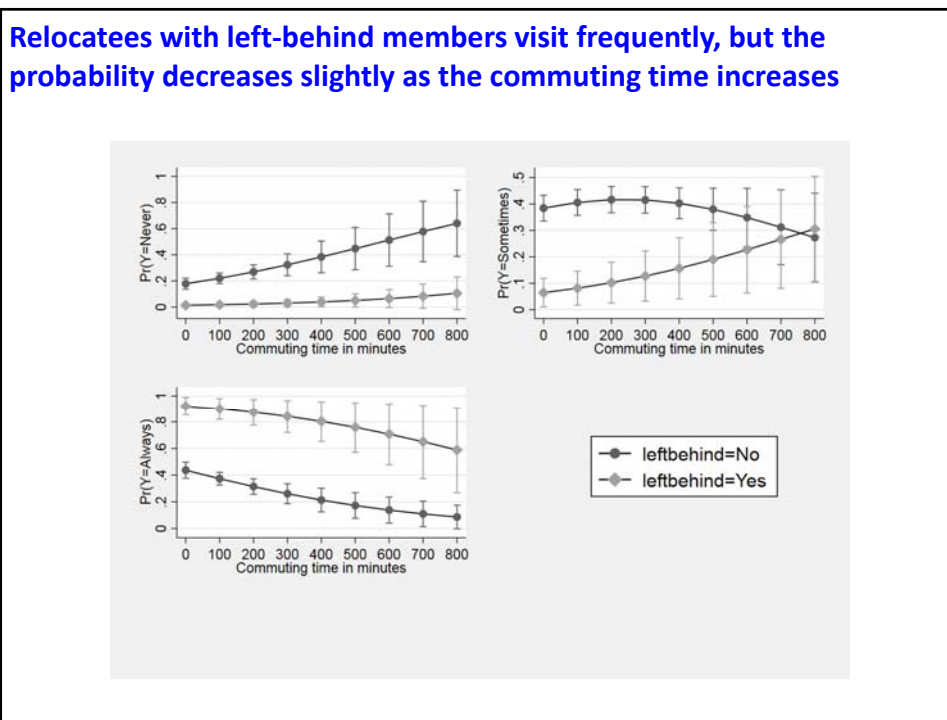 Relocatees with left-behind members visit frequently, but the
probability decreases slightly as the commuting time increases
Pr(Y=Never)
0 .2 .4 .6 .8 1
0 100 200 300 400 500 600 700 800
Commuting time in minutes
Pr(Y=Sometimes)
0 .1 .2 .3 .4 .5
0 100 200 300 400 500 600 700 800
Commuting time in minutes
Pr(Y=Always)
0 .2 .4 .6 .8 1
0 100 200 300 400 500 600 700 800
Commuting time in minutes
leftbehind=No
leftbehind=Yes